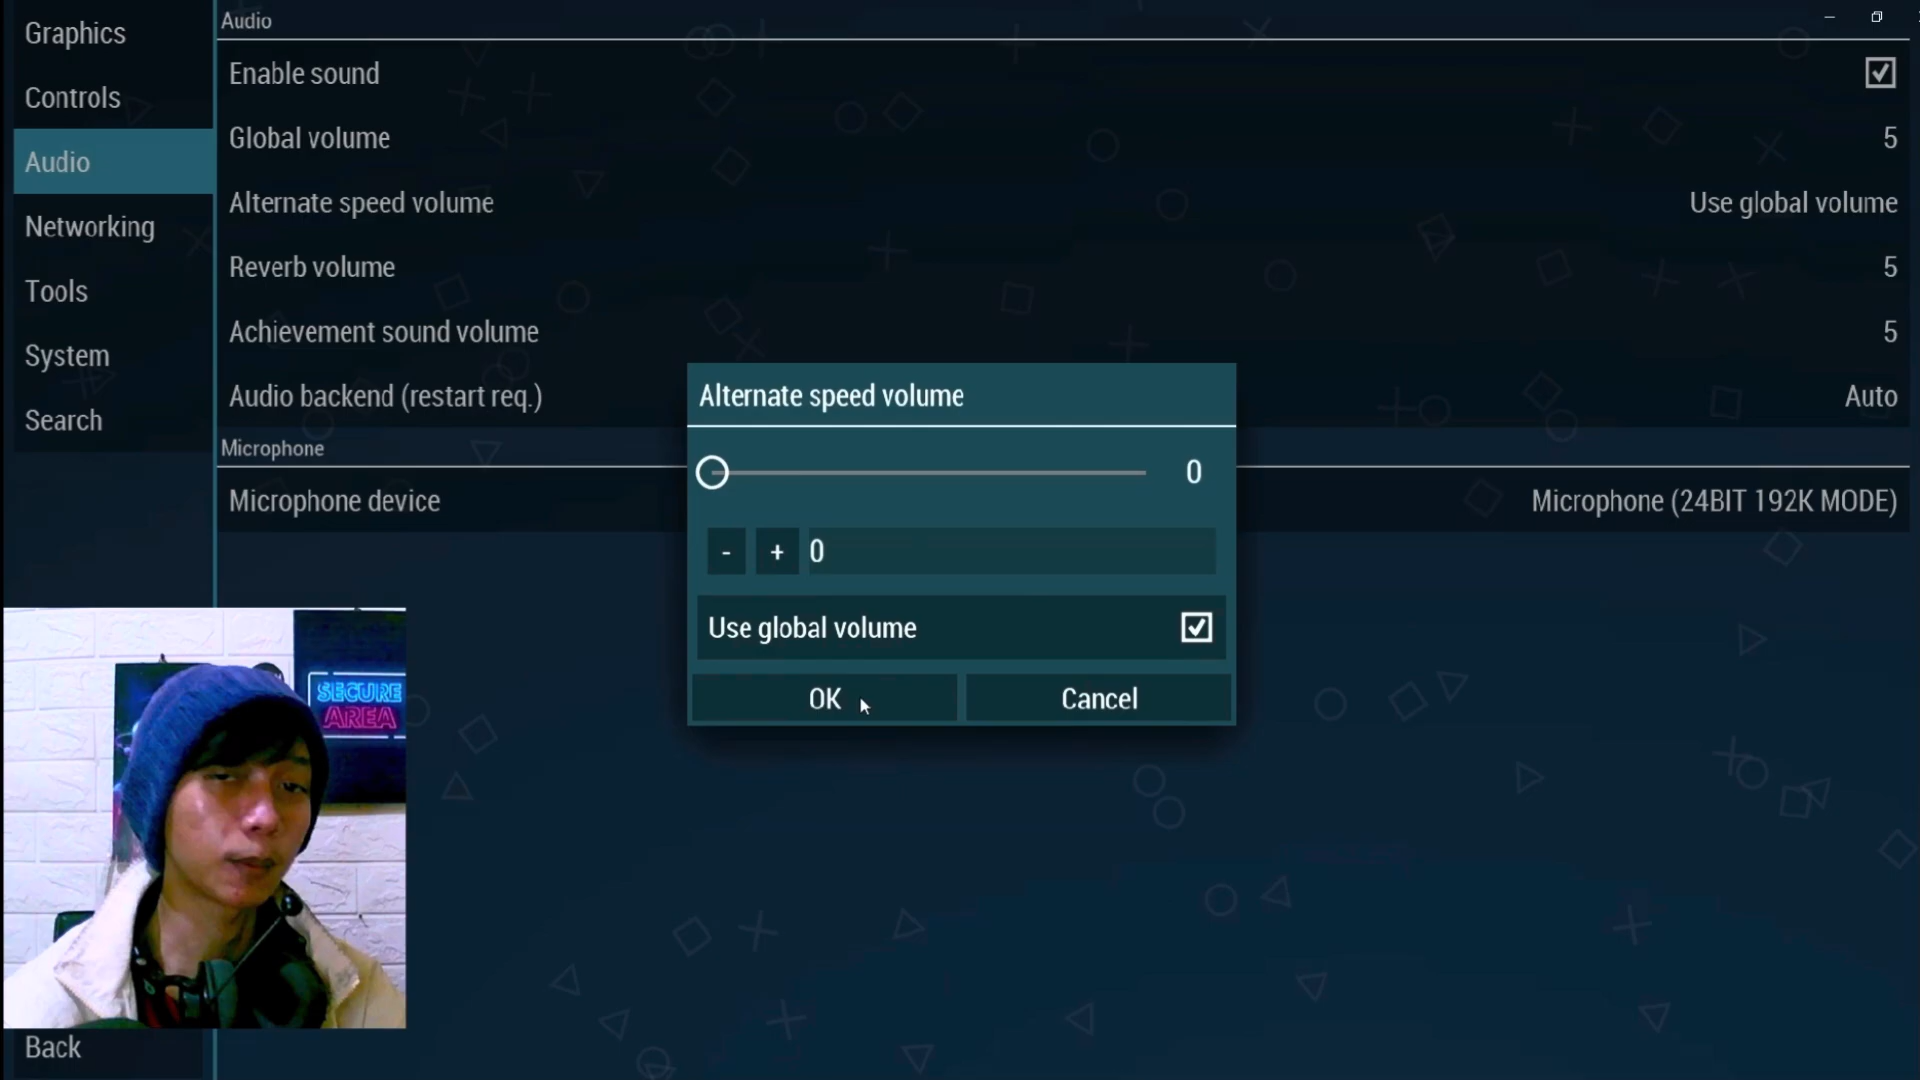 Graphics
Controls
Audio
Networking
Tools
System
Search
Back
Audio
Enable sound
Global volume 5
Alternate speed volume Use global volume
Reverb volume 5
Achievement sound volume 5
Audio backend (restart req.) Auto
Microphone
Microphone device Microphone (24BIT 192K MODE)
Alternate speed volume
0
- + 0
Use global volume
OK Cancel
SECURE
AREA